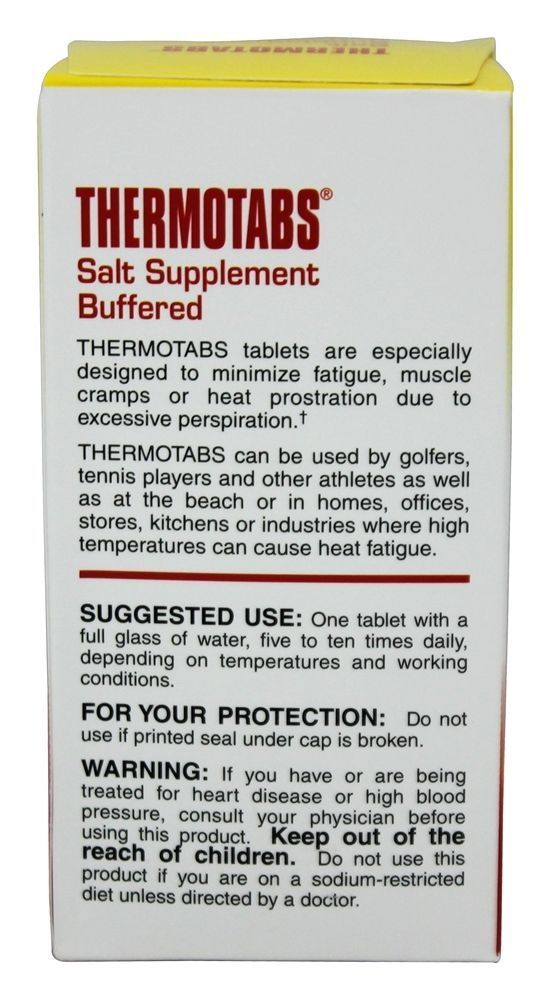 THERMOTABS
THERMOTABS®
Salt Supplement
Buffered
THERMOTABS tablets are especially
designed to minimize fatigue, muscle
cramps or heat prostration due to
excessive perspiration.†
THERMOTABS can be used by golfers,
tennis players and other athletes as well
as at the beach or in homes, offices,
stores, kitchens or industries where high
temperatures can cause heat fatigue.
SUGGESTED USE: One tablet with a
full glass of water, five to ten times daily,
depending on temperatures and working
conditions.
FOR YOUR PROTECTION: Do not
use if printed seal under cap is broken.
WARNING: If you have or are being
treated for heart disease or high blood
pressure, consult your physician before
using this product. Keep out of the
reach of children. Do not use this
product if you are on a sodium-restricted
diet unless directed by a doctor.